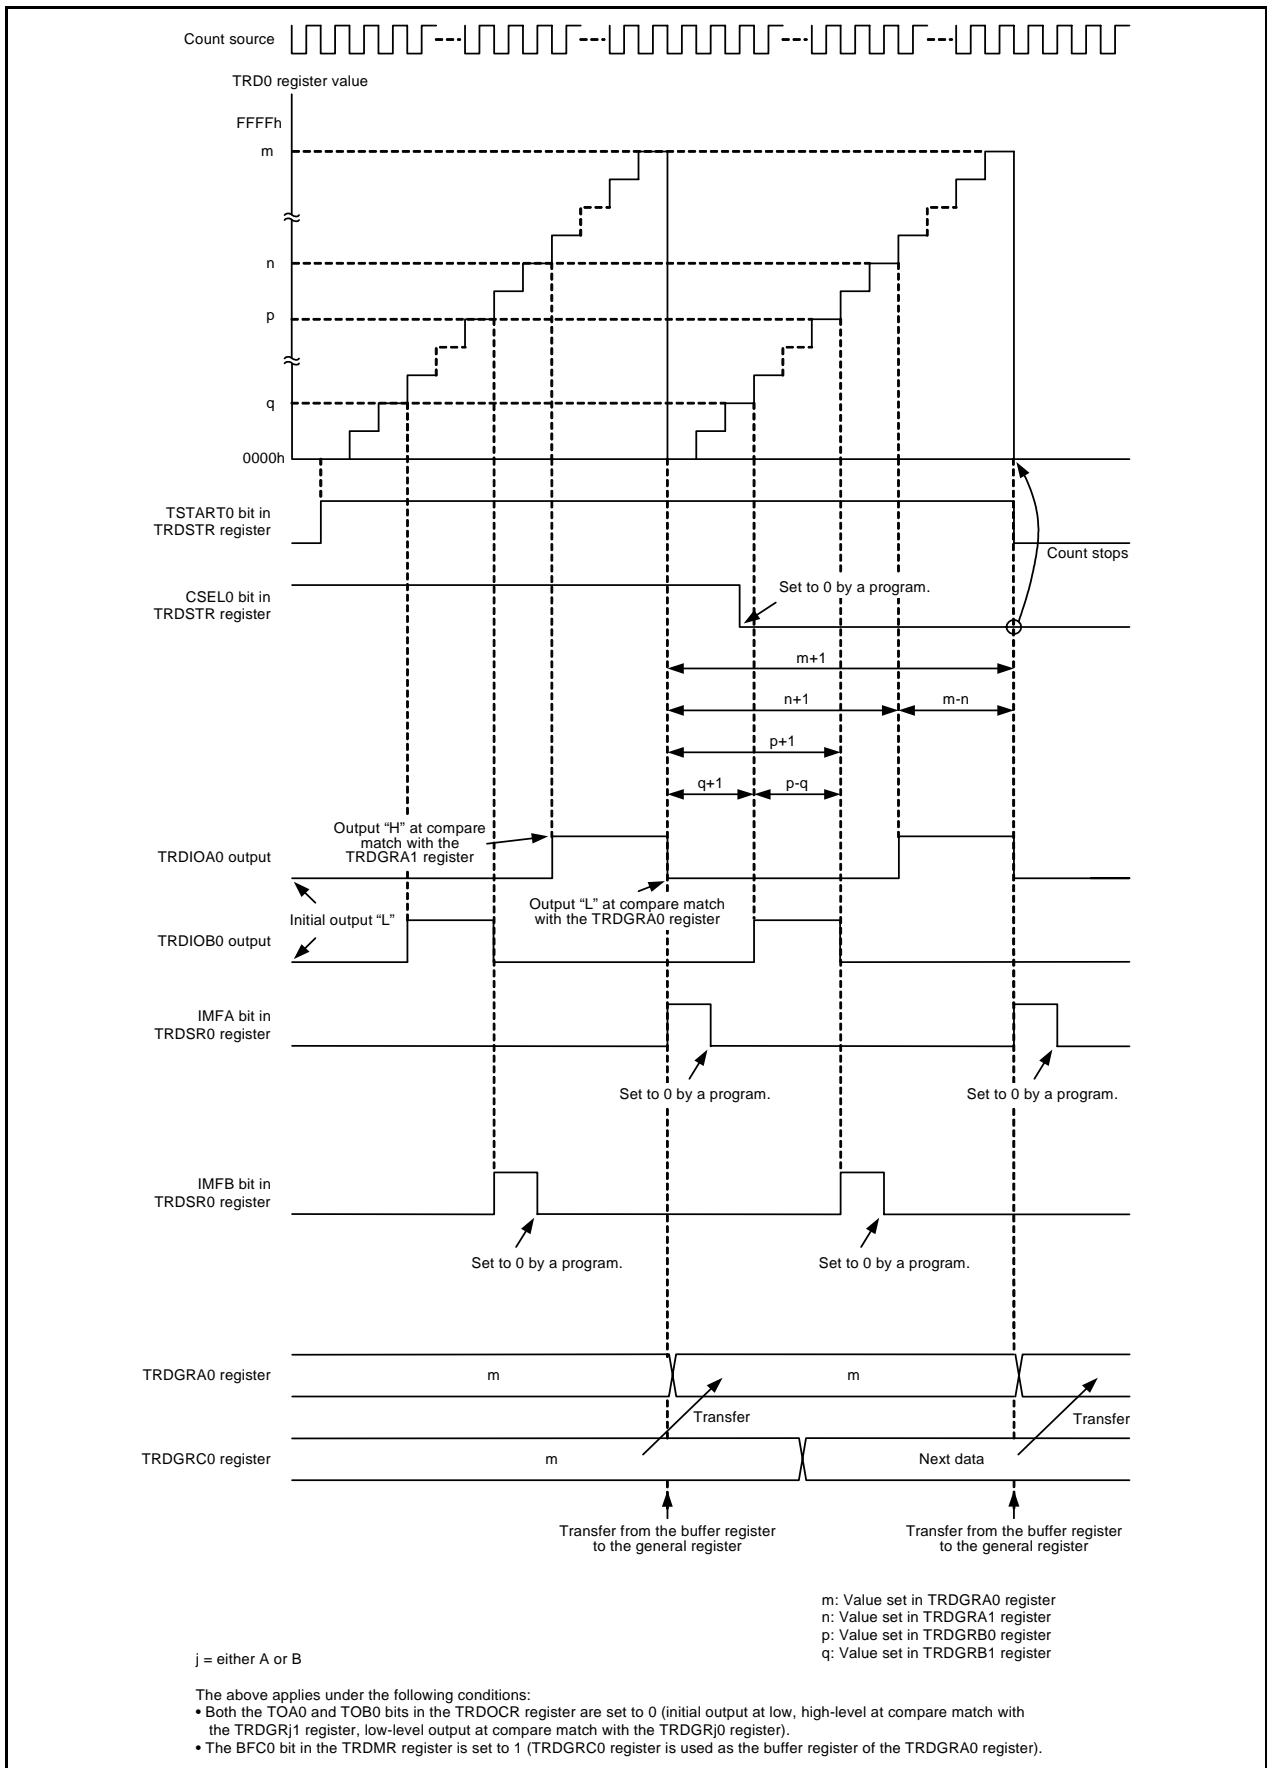 Count source
TRD0 register value
FFFFh
m
n
p
q
0000h
TSTART0 bit in
TRDSTR register
Count stops
CSEL0 bit in
TRDSTR register
Set to 0 by a program.
m+1
n+1
m-n
p+1
q+1
p-q
Output “H” at compare
match with the
TRDGRA1 register
TRDIOA0 output
Output “L” at compare match
with the TRDGRA0 register
Initial output “L”
TRDIOB0 output
IMFA bit in
TRDSR0 register
Set to 0 by a program.
Set to 0 by a program.
IMFB bit in
TRDSR0 register
Set to 0 by a program.
Set to 0 by a program.
TRDGRA0 register
m
m
Transfer
Transfer
TRDGRC0 register
m
Next data
Transfer from the buffer register
to the general register
Transfer from the buffer register
to the general register
m: Value set in TRDGRA0 register
n: Value set in TRDGRA1 register
p: Value set in TRDGRB0 register
q: Value set in TRDGRB1 register
j = either A or B
The above applies under the following conditions:
• Both the TOA0 and TOB0 bits in the TRDOCR register are set to 0 (initial output at low, high-level at compare match with
the TRDGRj1 register, low-level output at compare match with the TRDGRj0 register).
• The BFC0 bit in the TRDMR register is set to 1 (TRDGRC0 register is used as the buffer register of the TRDGRA0 register).